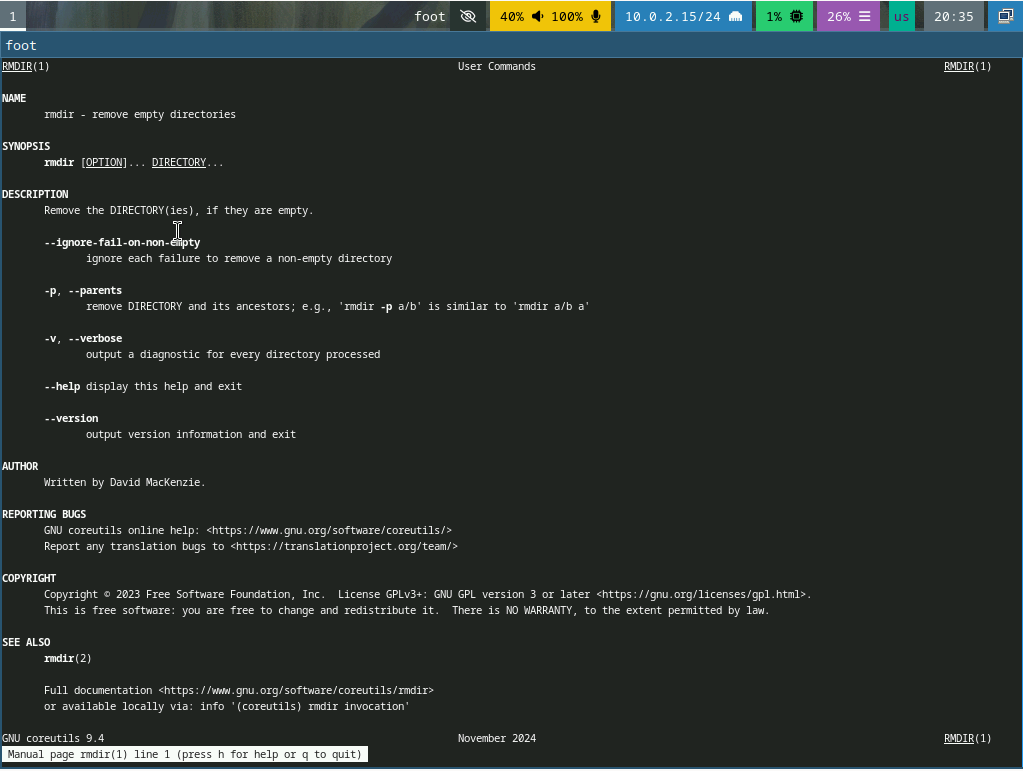 1 foot 40% 100% 10.0.2.15/24 1% 26% us 20:35
foot
RMDIR(1) User Commands RMDIR(1)
NAME
rmdir - remove empty directories
SYNOPSIS
rmdir [OPTION]... DIRECTORY...
DESCRIPTION
Remove the DIRECTORY(ies), if they are empty.
--ignore-fail-on-non-empty
ignore each failure to remove a non-empty directory
-p, --parents
remove DIRECTORY and its ancestors; e.g., 'rmdir -p a/b' is similar to 'rmdir a/b a'
-v, --verbose
output a diagnostic for every directory processed
--help display this help and exit
--version
output version information and exit
AUTHOR
Written by David MacKenzie.
REPORTING BUGS
GNU coreutils online help: <https://www.gnu.org/software/coreutils/>
Report any translation bugs to <https://translationproject.org/team/>
COPYRIGHT
Copyright © 2023 Free Software Foundation, Inc.  License GPLv3+: GNU GPL version 3 or later <https://gnu.org/licenses/gpl.html>.
This is free software: you are free to change and redistribute it.  There is NO WARRANTY, to the extent permitted by law.
SEE ALSO
rmdir(2)
Full documentation <https://www.gnu.org/software/coreutils/rmdir>
or available locally via: info '(coreutils) rmdir invocation'
GNU coreutils 9.4 November 2024 RMDIR(1)
Manual page rmdir(1) line 1 (press h for help or q to quit)